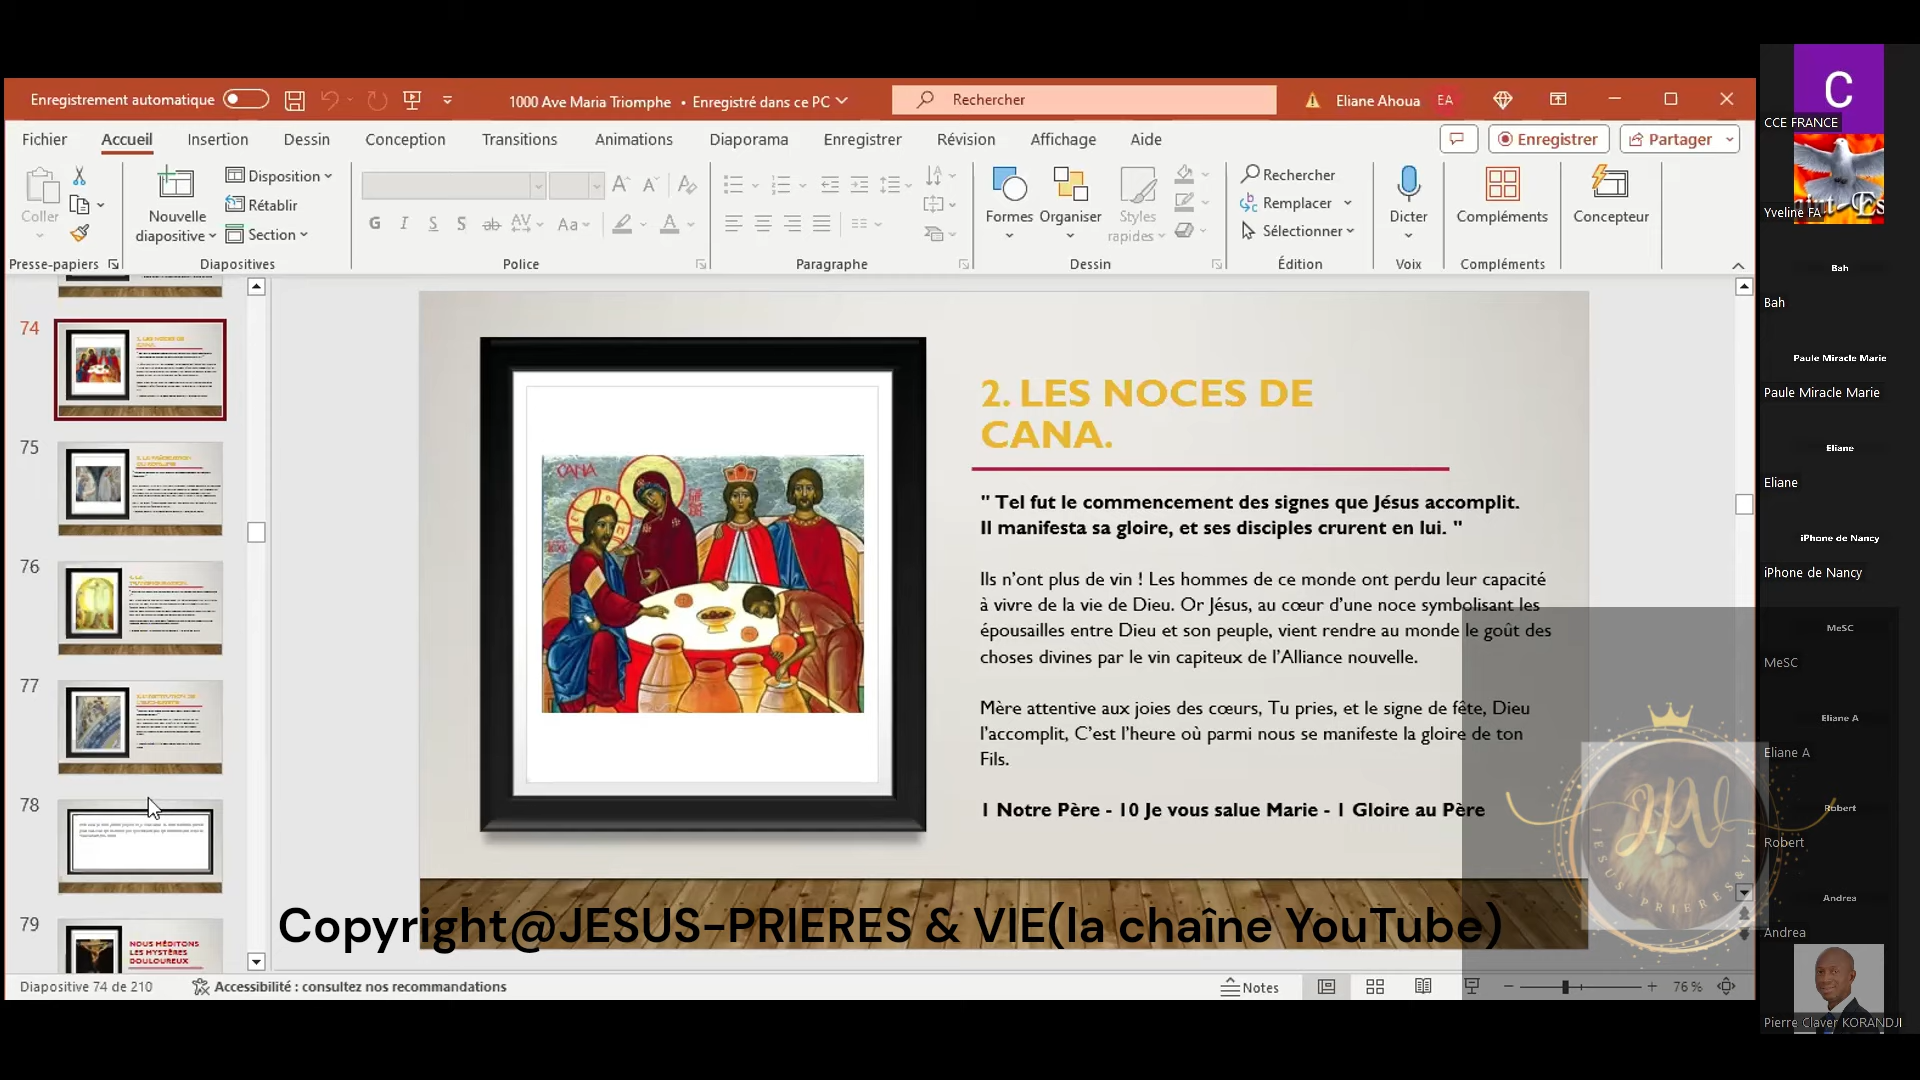 Enregistrement automatique
1000 Ave Maria Triomphe • Enregistré dans ce PC
Rechercher
Eliane Ahoua EA
Fichier Accueil Insertion Dessin Conception Transitions Animations Diaporama Enregistrer Révision Affichage Aide
Enregistrer
Partager
Coller
Nouvelle diapositive
Disposition
Rétablir
Section
G I S S ab AV Aa A
Formes
Organiser
Styles rapides
Rechercher
Remplacer
Sélectionner
Dicter
Compléments
Concepteur
Presse-papiers Diapositives Police Paragraphe Dessin Édition Voix Compléments
74
75
76
77
78
79
NOUS MÉDITONS
LES MYSTÈRES
DOULOUREUX
CANA
2. LES NOCES DE
CANA.
" Tel fut le commencement des signes que Jésus accomplit.
Il manifesta sa gloire, et ses disciples crurent en lui. "
Ils n’ont plus de vin ! Les hommes de ce monde ont perdu leur capacité
à vivre de la vie de Dieu. Or Jésus, au cœur d’une noce symbolisant les
épousailles entre Dieu et son peuple, vient rendre au monde le goût des
choses divines par le vin capiteux de l’Alliance nouvelle.
Mère attentive aux joies des cœurs, Tu pries, et le signe de fête, Dieu
l’accomplit, C’est l’heure où parmi nous se manifeste la gloire de ton
Fils.
1 Notre Père - 10 Je vous salue Marie - 1 Gloire au Père
Copyright@JESUS-PRIERES & VIE(la chaîne YouTube)
JPV
JESUS-PRIERES&VIE
Diapositive 74 de 210
Accessibilité : consultez nos recommandations
Notes
76 %
C
CCE FRANCE
Yveline FA
Bah
Bah
Paule Miracle Marie
Paule Miracle Marie
Eliane
Eliane
iPhone de Nancy
iPhone de Nancy
MeSC
MeSC
Eliane A
Eliane A
Robert
Robert
Andrea
Andrea
Pierre Claver KORANDJI